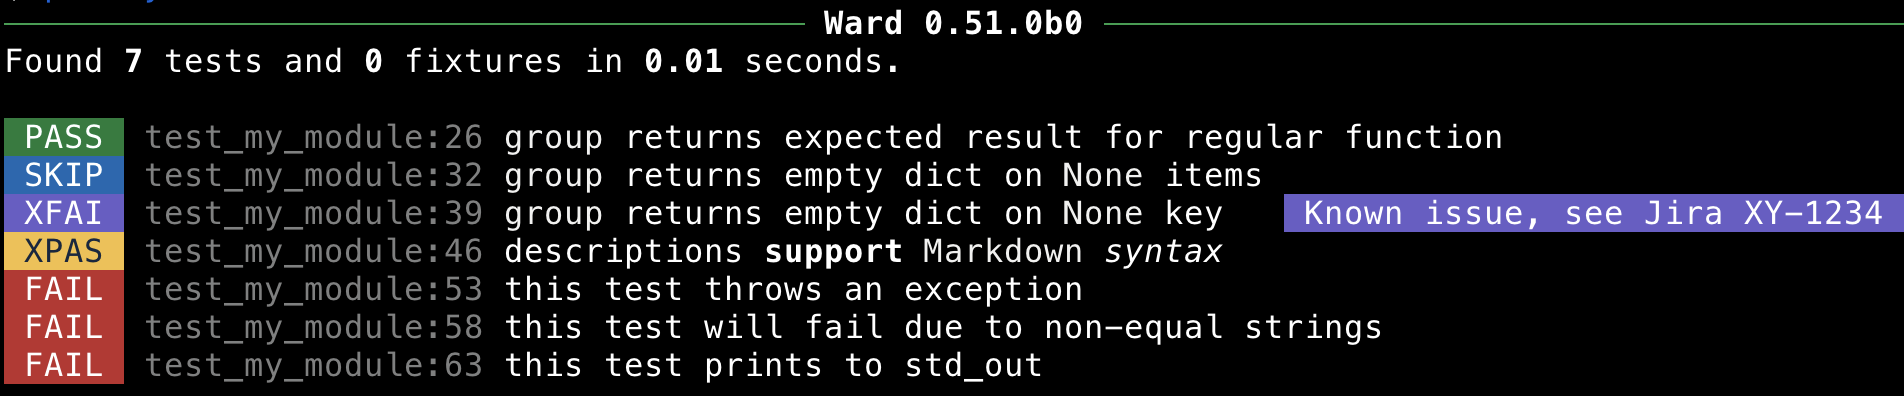 Ward 0.51.0b0
Found 7 tests and 0 fixtures in 0.01 seconds.
PASS test_my_module:26 group returns expected result for regular function
SKIP test_my_module:32 group returns empty dict on None items
XFAI test_my_module:39 group returns empty dict on None key Known issue, see Jira XY-1234
XPAS test_my_module:46 descriptions support Markdown syntax
FAIL test_my_module:53 this test throws an exception
FAIL test_my_module:58 this test will fail due to non-equal strings
FAIL test_my_module:63 this test prints to std_out